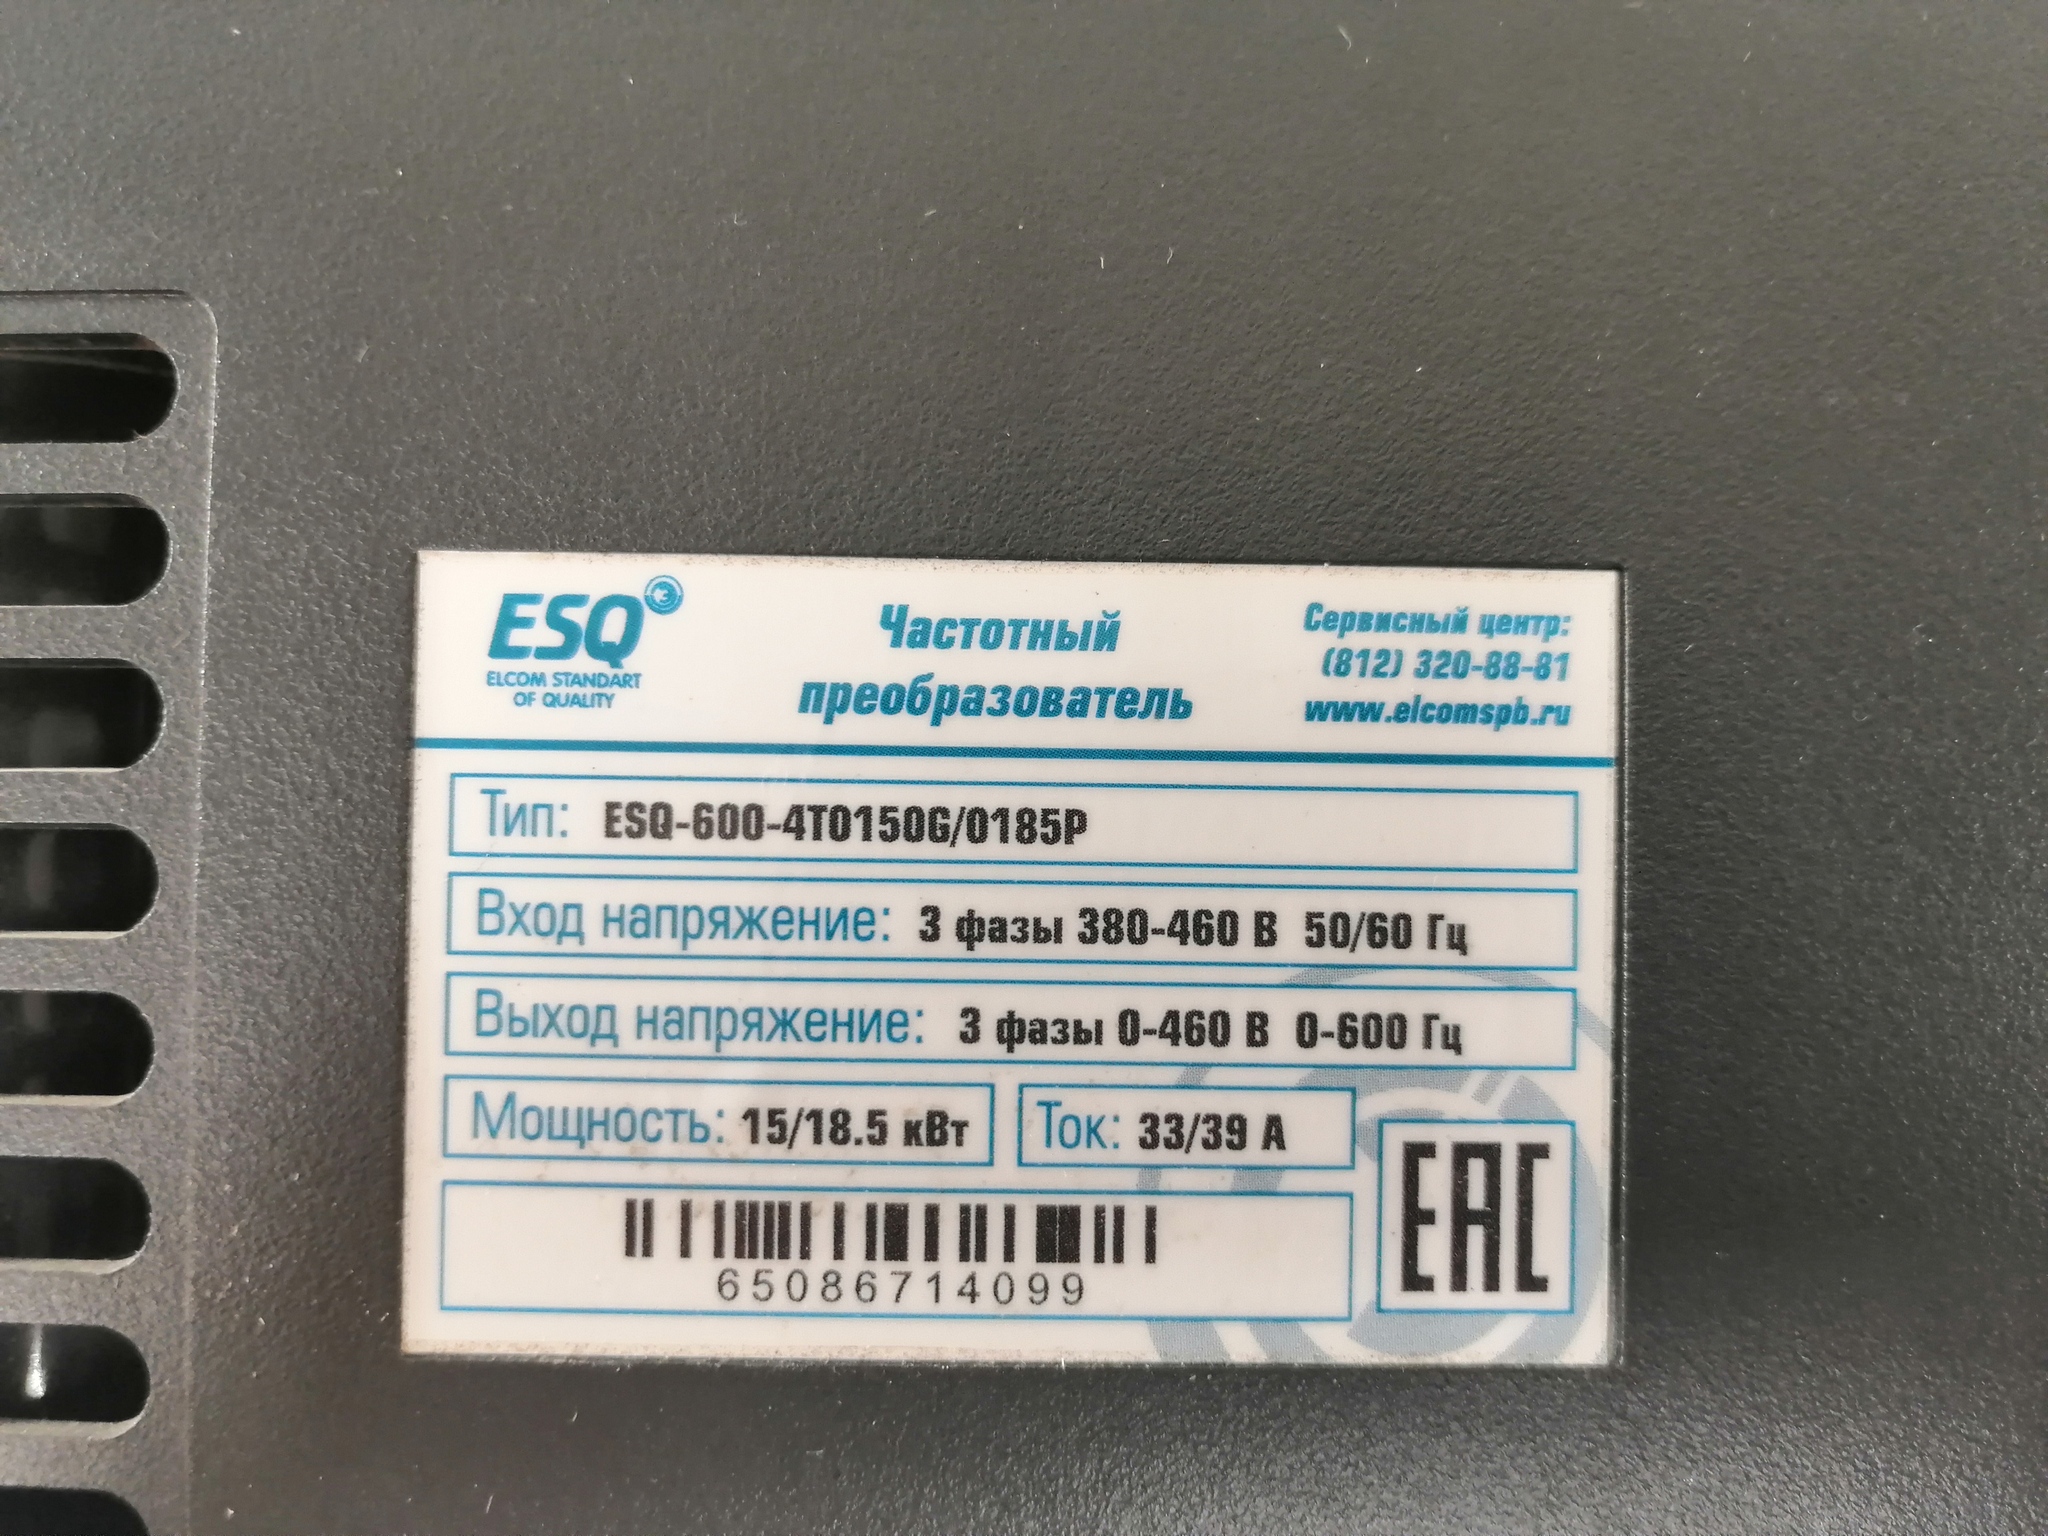 ESQ
ELCOM STANDART
OF QUALITY
Частотный
преобразователь
Сервисный центр:
(812) 320-88-81
www.elcomspb.ru
Тип: ESQ-600-4T0150G/0185P
Вход напряжение: 3 фазы 380-460 В 50/60 Гц
Выход напряжение: 3 фазы 0-460 В 0-600 Гц
Мощность: 15/18.5 кВт
Ток: 33/39 А
65086714099
EAC